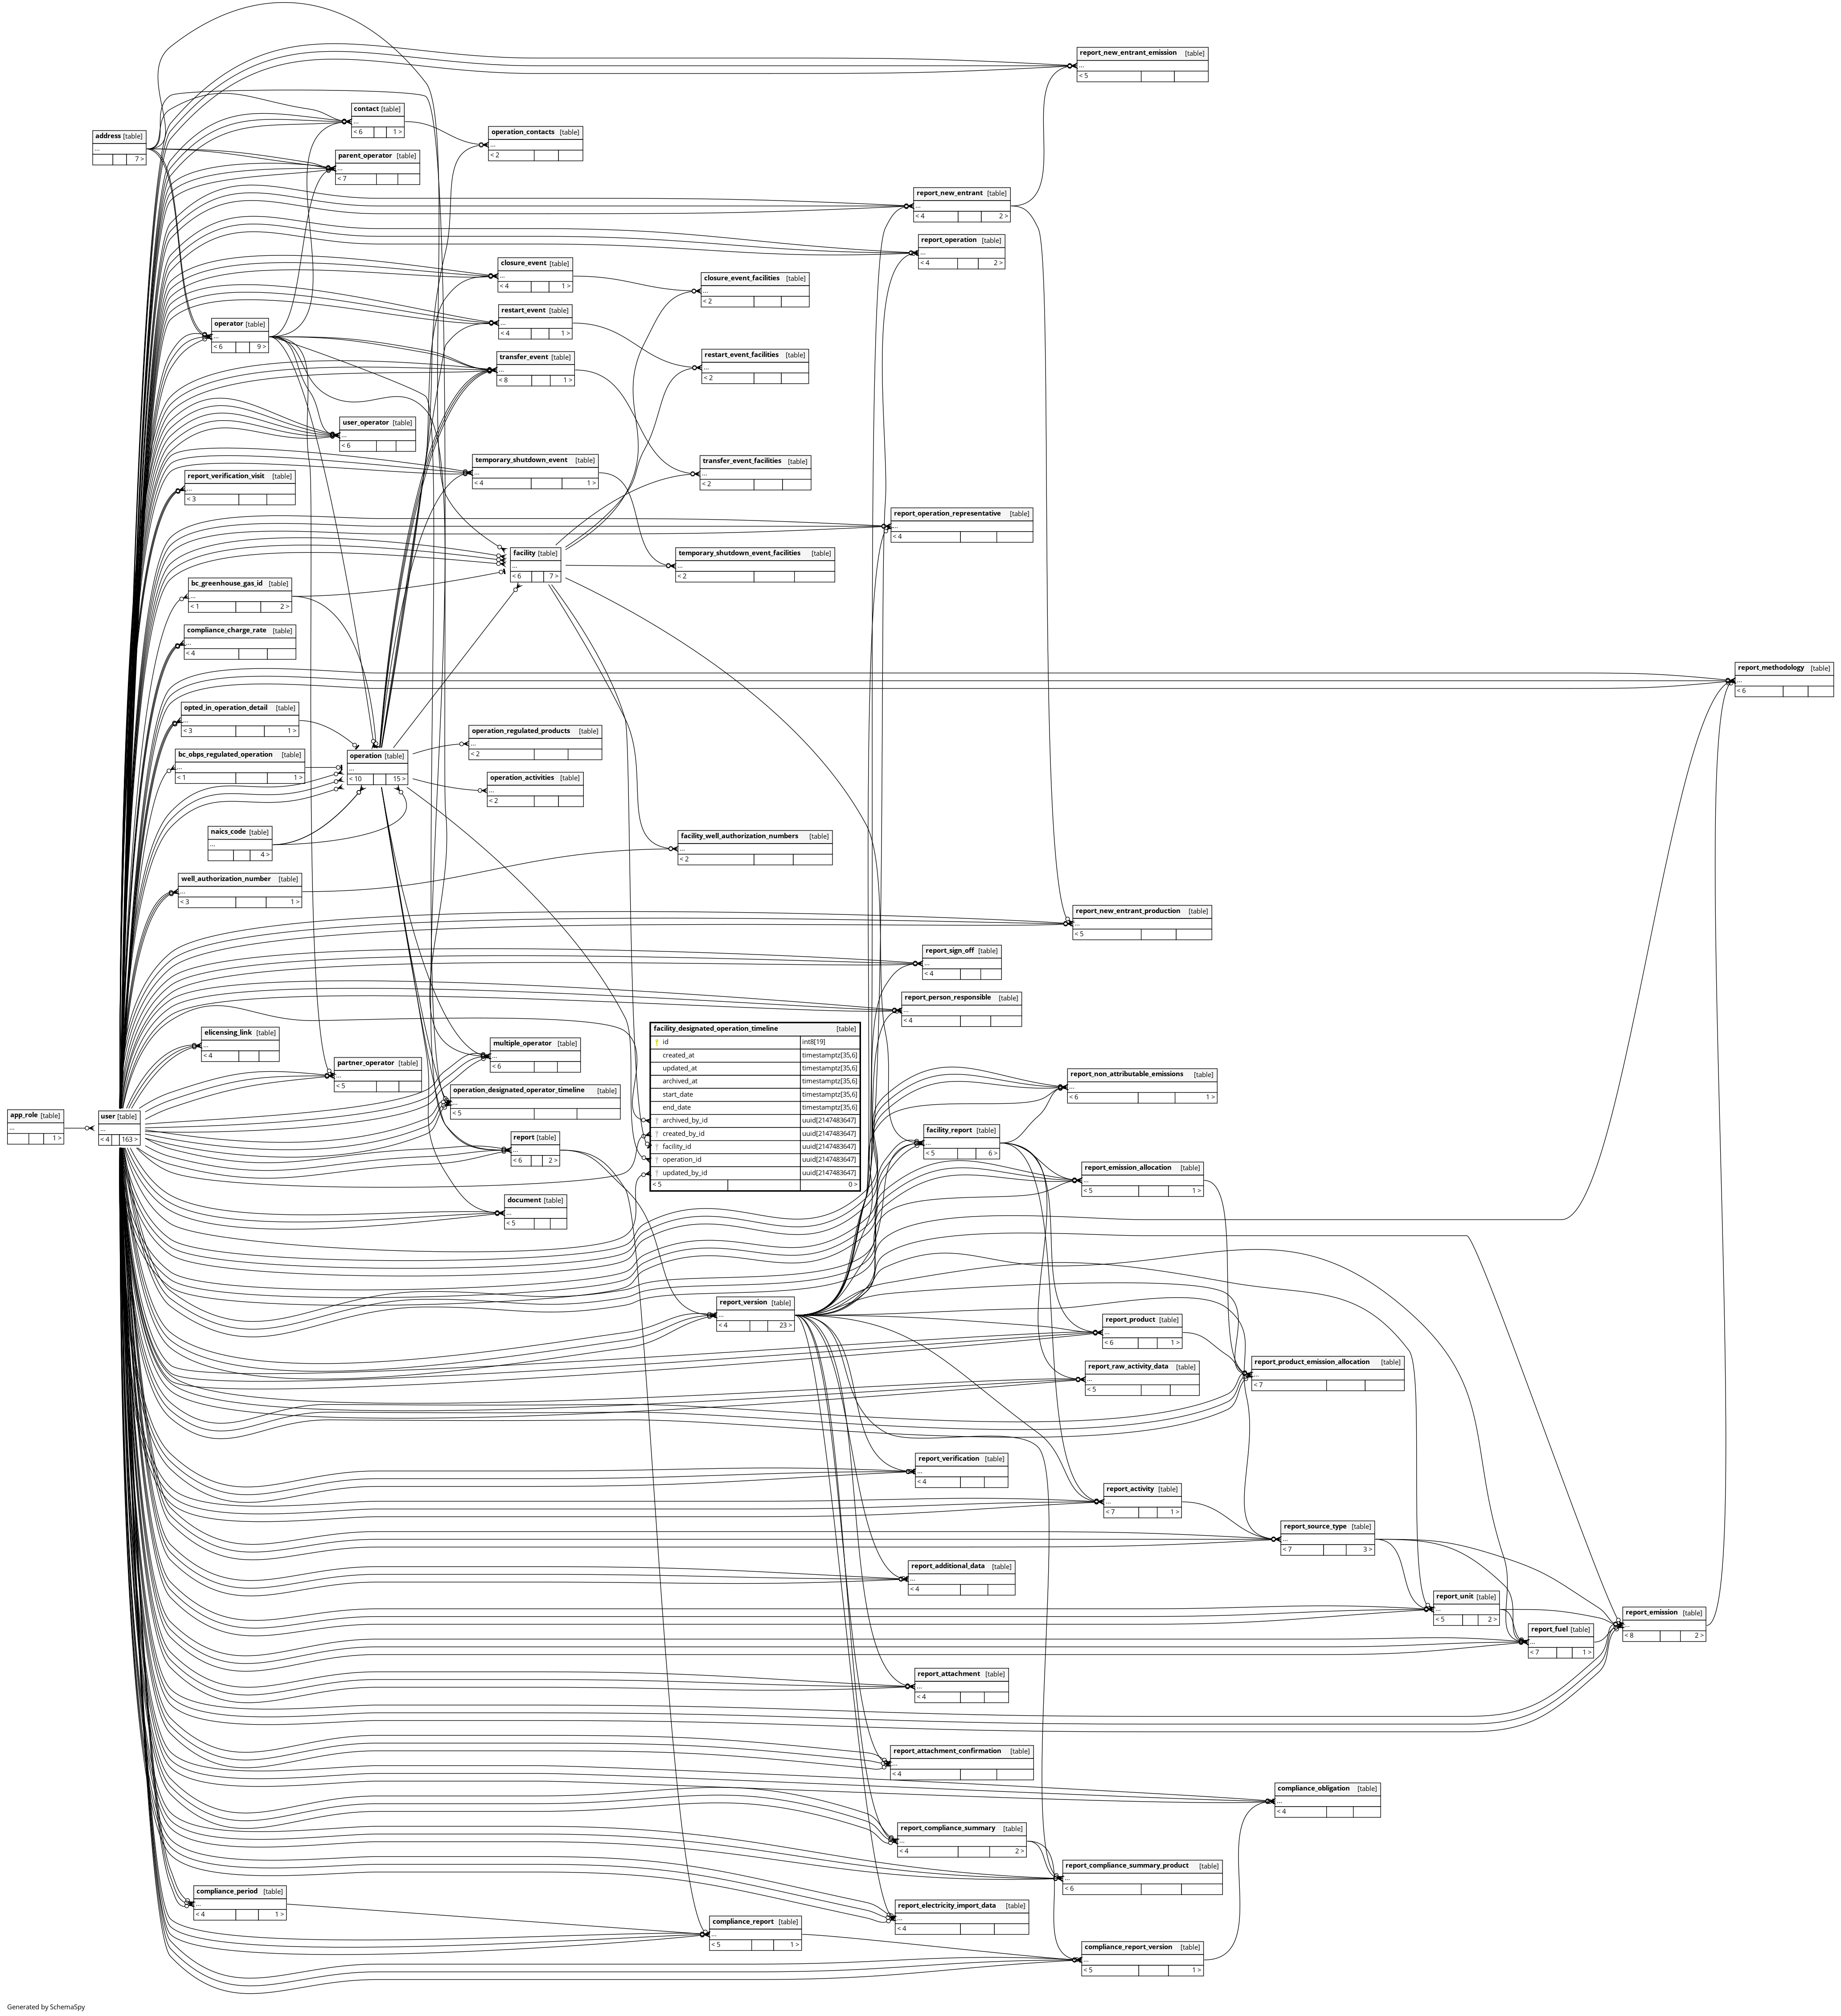 report_new_entrant_emission [table]
...
< 5
contact [table]
...
< 6 1 >
operation_contacts [table]
...
< 2
address [table]
...
7 >
parent_operator [table]
...
< 7
report_new_entrant [table]
...
< 4 2 >
report_operation [table]
...
< 4 2 >
closure_event [table]
...
< 4 1 >
closure_event_facilities [table]
...
< 2
restart_event [table]
...
< 4 1 >
operator [table]
...
< 6 9 >
restart_event_facilities [table]
...
< 2
transfer_event [table]
...
< 8 1 >
user_operator [table]
...
< 6
temporary_shutdown_event [table]
...
< 4 1 >
transfer_event_facilities [table]
...
< 2
report_verification_visit [table]
...
< 3
report_operation_representative [table]
...
< 4
facility [table]
...
< 6 7 >
temporary_shutdown_event_facilities [table]
...
< 2
bc_greenhouse_gas_id [table]
...
< 1 2 >
compliance_charge_rate [table]
...
< 4
report_methodology [table]
...
< 6
opted_in_operation_detail [table]
...
< 3 1 >
operation_regulated_products [table]
...
< 2
bc_obps_regulated_operation [table]
...
< 1 1 >
operation [table]
...
< 10 15 >
operation_activities [table]
...
< 2
naics_code [table]
...
4 >
facility_well_authorization_numbers [table]
...
< 2
well_authorization_number [table]
...
< 3 1 >
report_new_entrant_production [table]
...
< 5
report_sign_off [table]
...
< 4
report_person_responsible [table]
...
< 4
facility_designated_operation_timeline [table]
id int8[19]
created_at timestamptz[35,6]
updated_at timestamptz[35,6]
archived_at timestamptz[35,6]
start_date timestamptz[35,6]
end_date timestamptz[35,6]
archived_by_id uuid[2147483647]
created_by_id uuid[2147483647]
facility_id uuid[2147483647]
operation_id uuid[2147483647]
updated_by_id uuid[2147483647]
< 5 0 >
elicensing_link [table]
...
< 4
multiple_operator [table]
...
< 6
partner_operator [table]
...
< 5
report_non_attributable_emissions [table]
...
< 6 1 >
operation_designated_operator_timeline [table]
...
< 5
app_role [table]
...
1 >
user [table]
...
< 4 163 >
report [table]
...
< 6 2 >
facility_report [table]
...
< 5 6 >
report_emission_allocation [table]
...
< 5 1 >
document [table]
...
< 5
report_version [table]
...
< 4 23 >
report_product [table]
...
< 6 1 >
report_raw_activity_data [table]
...
< 5
report_product_emission_allocation [table]
...
< 7
report_verification [table]
...
< 4
report_activity [table]
...
< 7 1 >
report_source_type [table]
...
< 7 3 >
report_additional_data [table]
...
< 4
report_unit [table]
...
< 5 2 >
report_emission [table]
...
< 8 2 >
report_fuel [table]
...
< 7 1 >
report_attachment [table]
...
< 4
report_attachment_confirmation [table]
...
< 4
compliance_obligation [table]
...
< 4
report_compliance_summary [table]
...
< 4 2 >
report_compliance_summary_product [table]
...
< 6
compliance_period [table]
...
< 4 1 >
report_electricity_import_data [table]
...
< 4
compliance_report [table]
...
< 5 1 >
compliance_report_version [table]
...
< 5 1 >
Generated by SchemaSpy